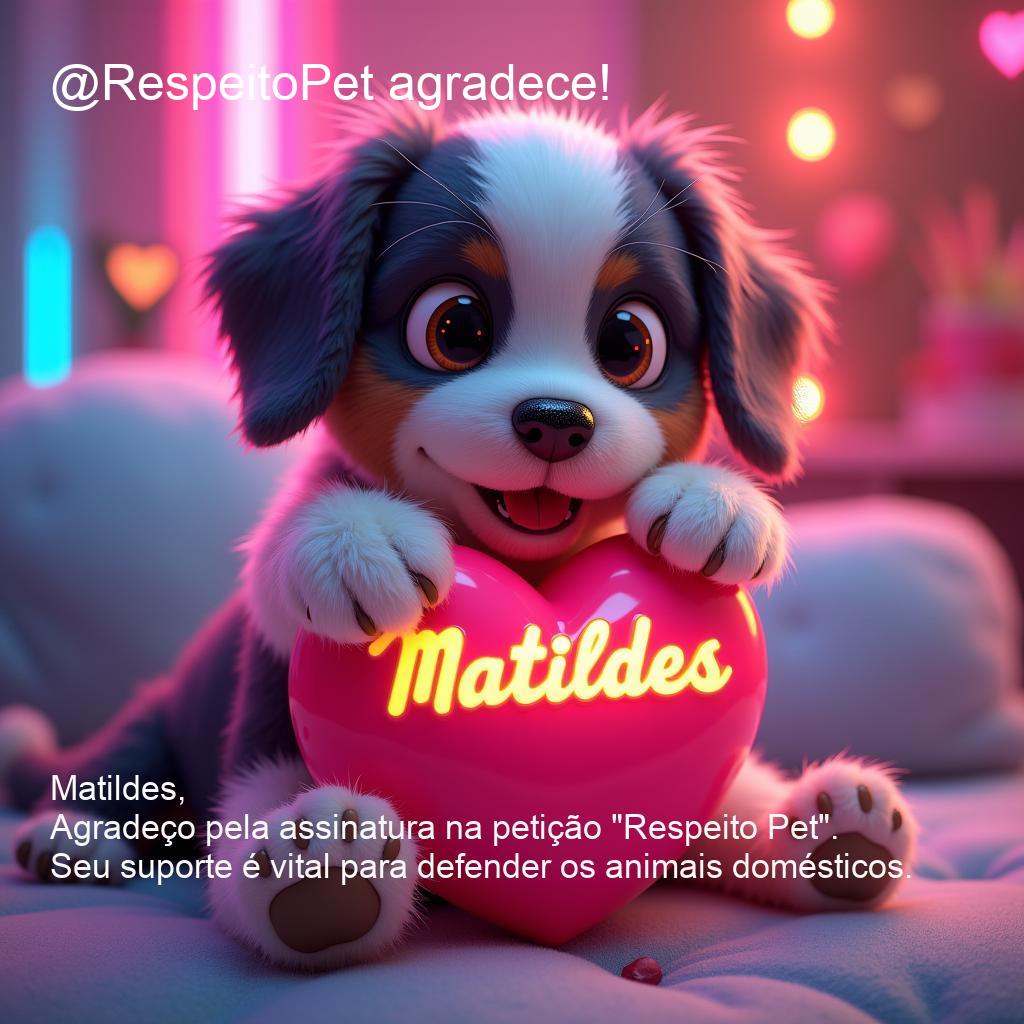 @RespeitoPet agradece!
Matildes
Matildes,
Agradeço pela assinatura na petição "Respeito Pet".
Seu suporte é vital para defender os animais domésticos.